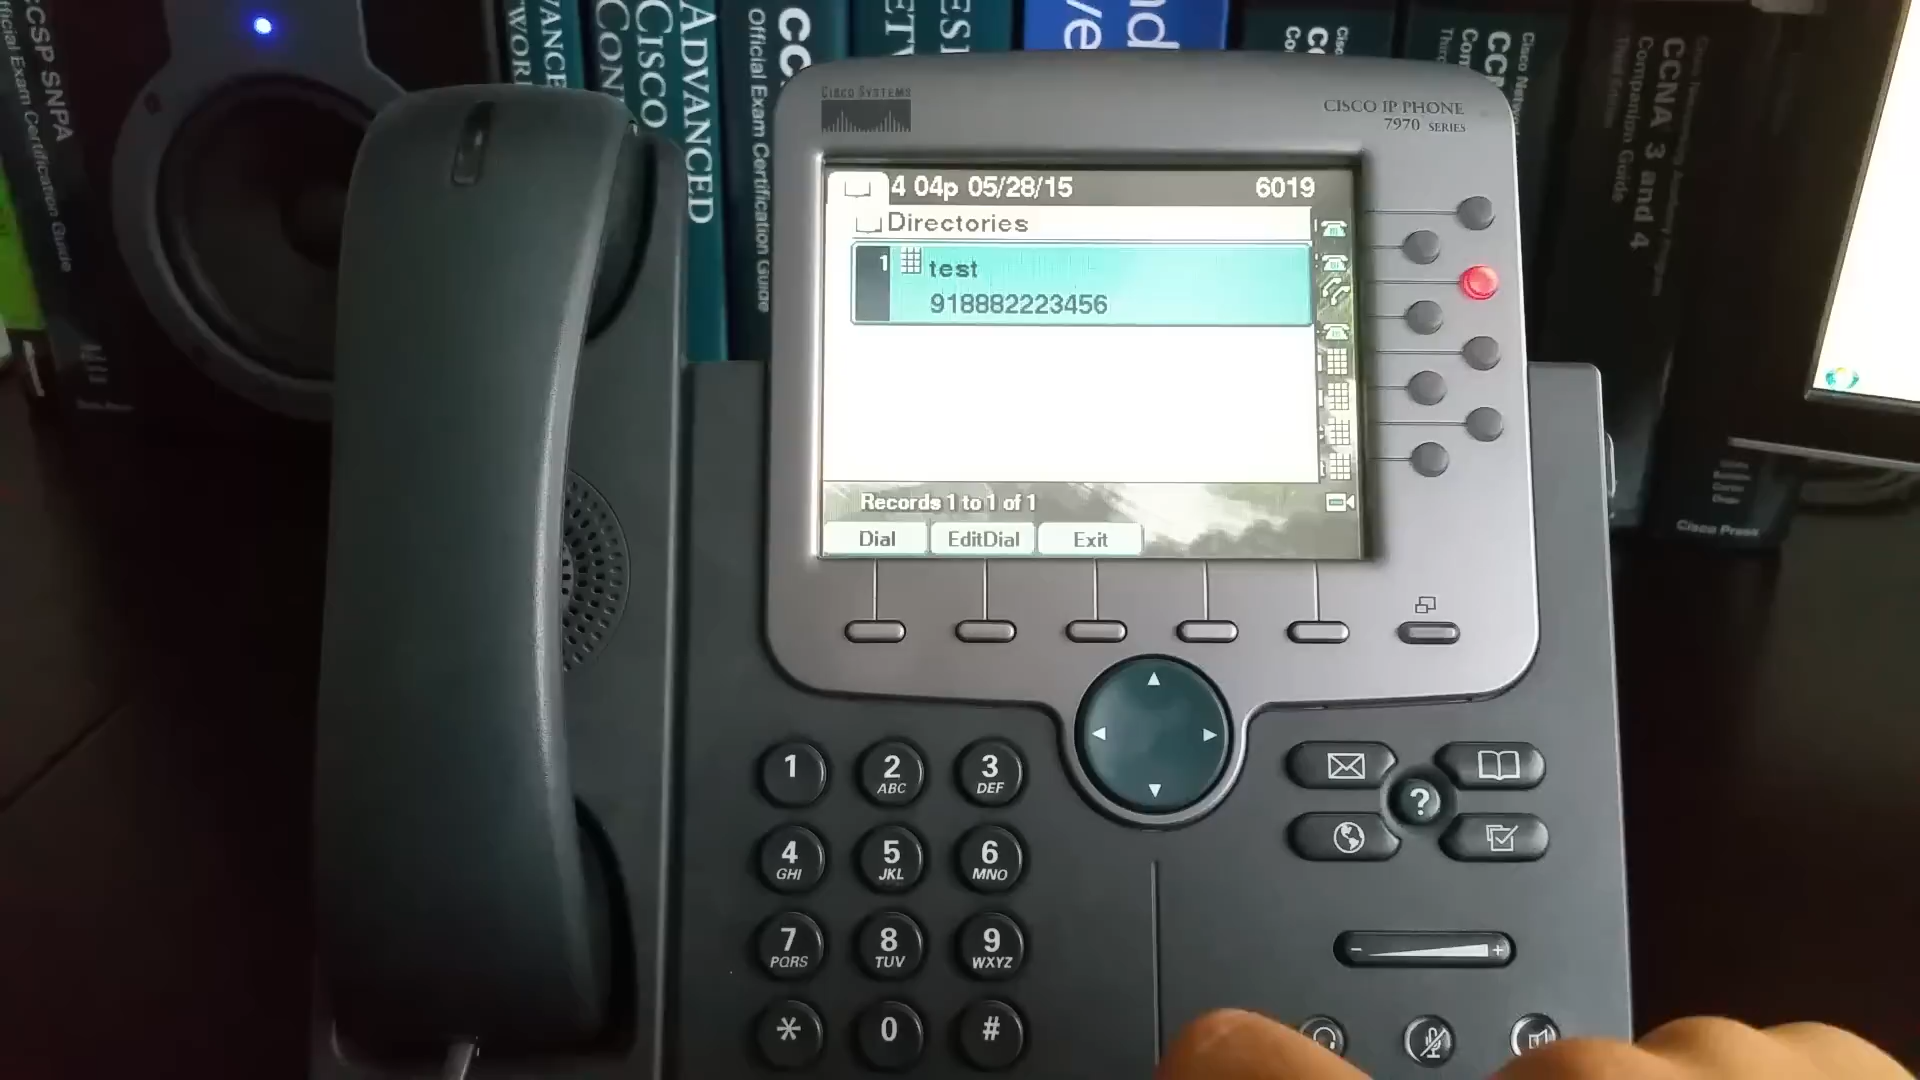 CCSP SNPA
Official Exam Certification Guide
ADVANCED
CISCO
Official Exam Certification Guide
CCNA 3 and 4
Companion Guide
Third Edition
Cisco Press
CISCO SYSTEMS
CISCO IP PHONE
7970 SERIES
4 04p 05/28/15 6019
Directories
1 test
918882223456
Records 1 to 1 of 1
Dial EditDial Exit
1 2 ABC 3 DEF
4 GHI 5 JKL 6 MNO
7 PQRS 8 TUV 9 WXYZ
* 0 #
?
- +